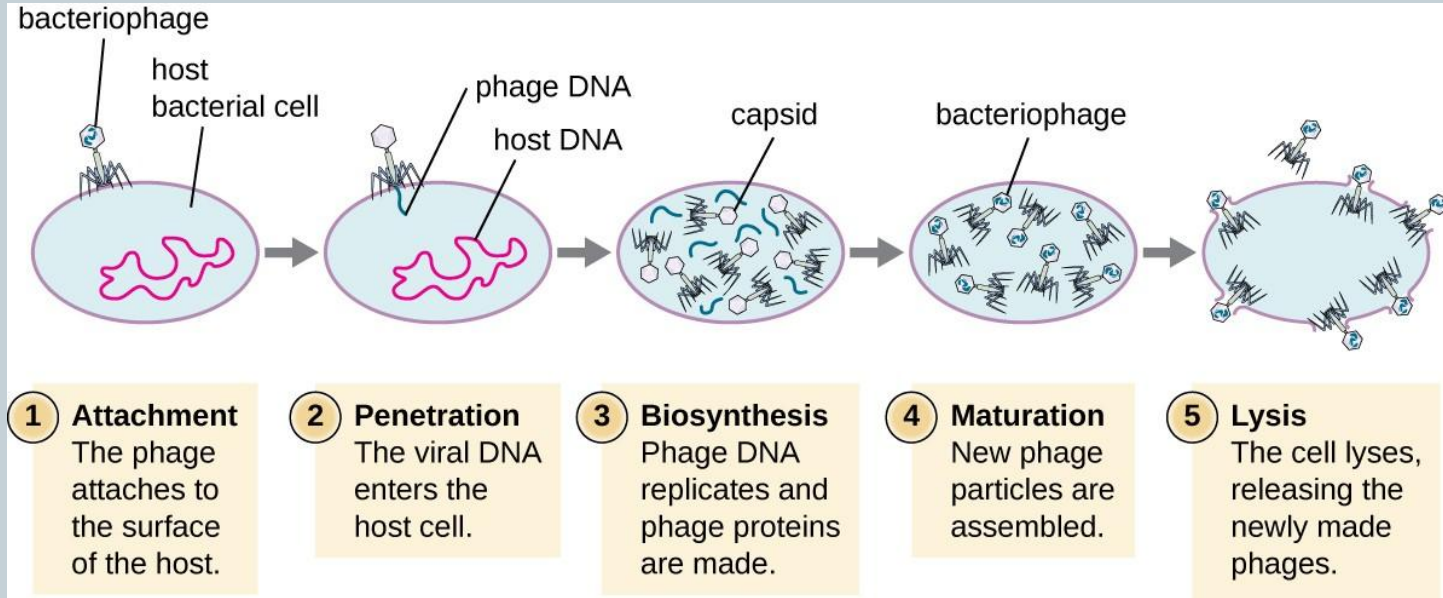 bacteriophage
host
bacterial cell
phage DNA
host DNA
capsid
bacteriophage
1 Attachment
The phage
attaches to
the surface
of the host.
2 Penetration
The viral DNA
enters the
host cell.
3 Biosynthesis
Phage DNA
replicates and
phage proteins
are made.
4 Maturation
New phage
particles are
assembled.
5 Lysis
The cell lyses,
releasing the
newly made
phages.